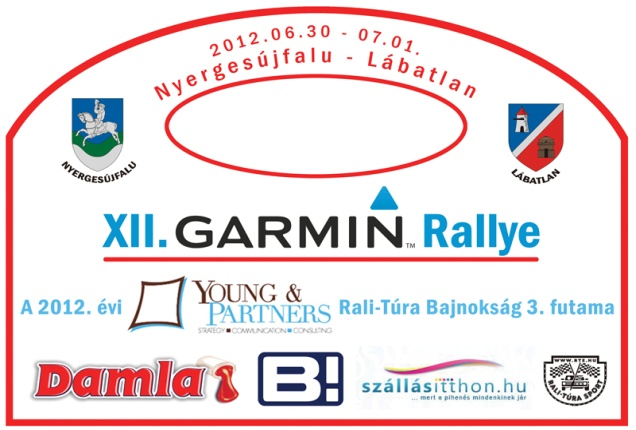 2012.06.30 - 07.01.
Nyergesújfalu - Lábatlan
NYERGESÚJFALU
LÁBATLAN
XII. GARMIN™ Rallye
A 2012. évi YOUNG & PARTNERS Rali-Túra Bajnokság 3. futama
STRATEGY ■ COMMUNICATION ■ CONSULTING
Damla
B!
szállásitthon.hu
... mert a pihenés mindenkinek jár
WWW.RTS.HU
RALI-TÚRA SPORT